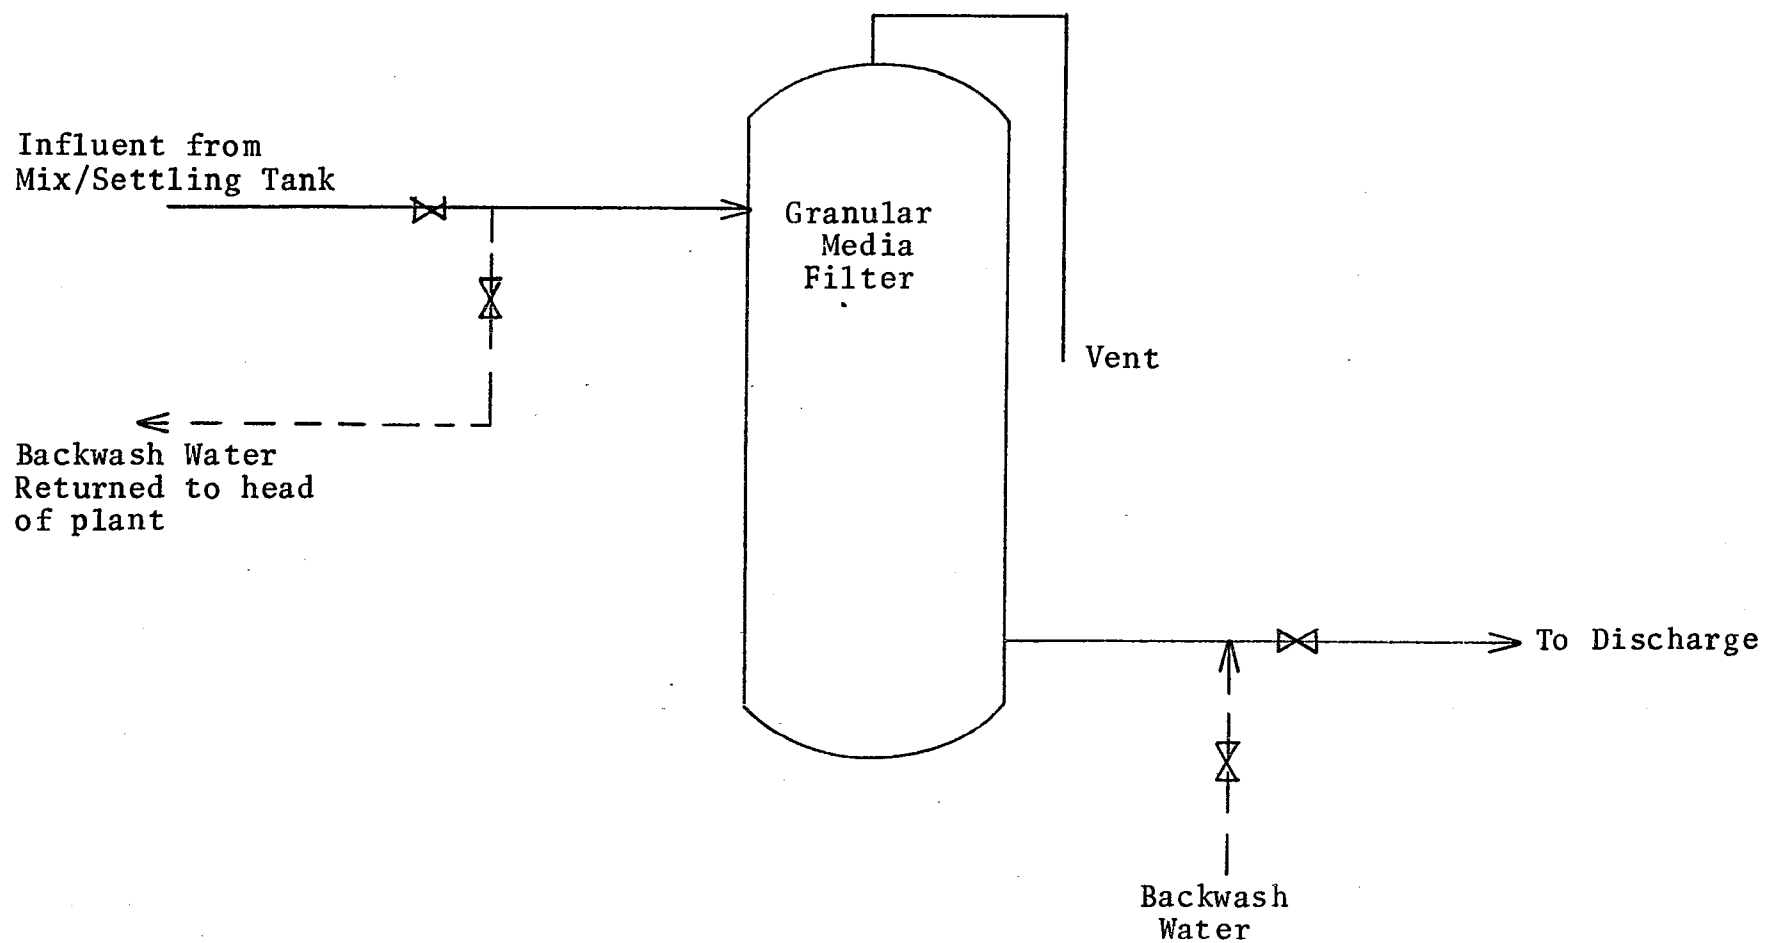 Influent from
Mix/Settling Tank
Granular
Media
Filter
Vent
Backwash Water
Returned to head
of plant
To Discharge
Backwash
Water